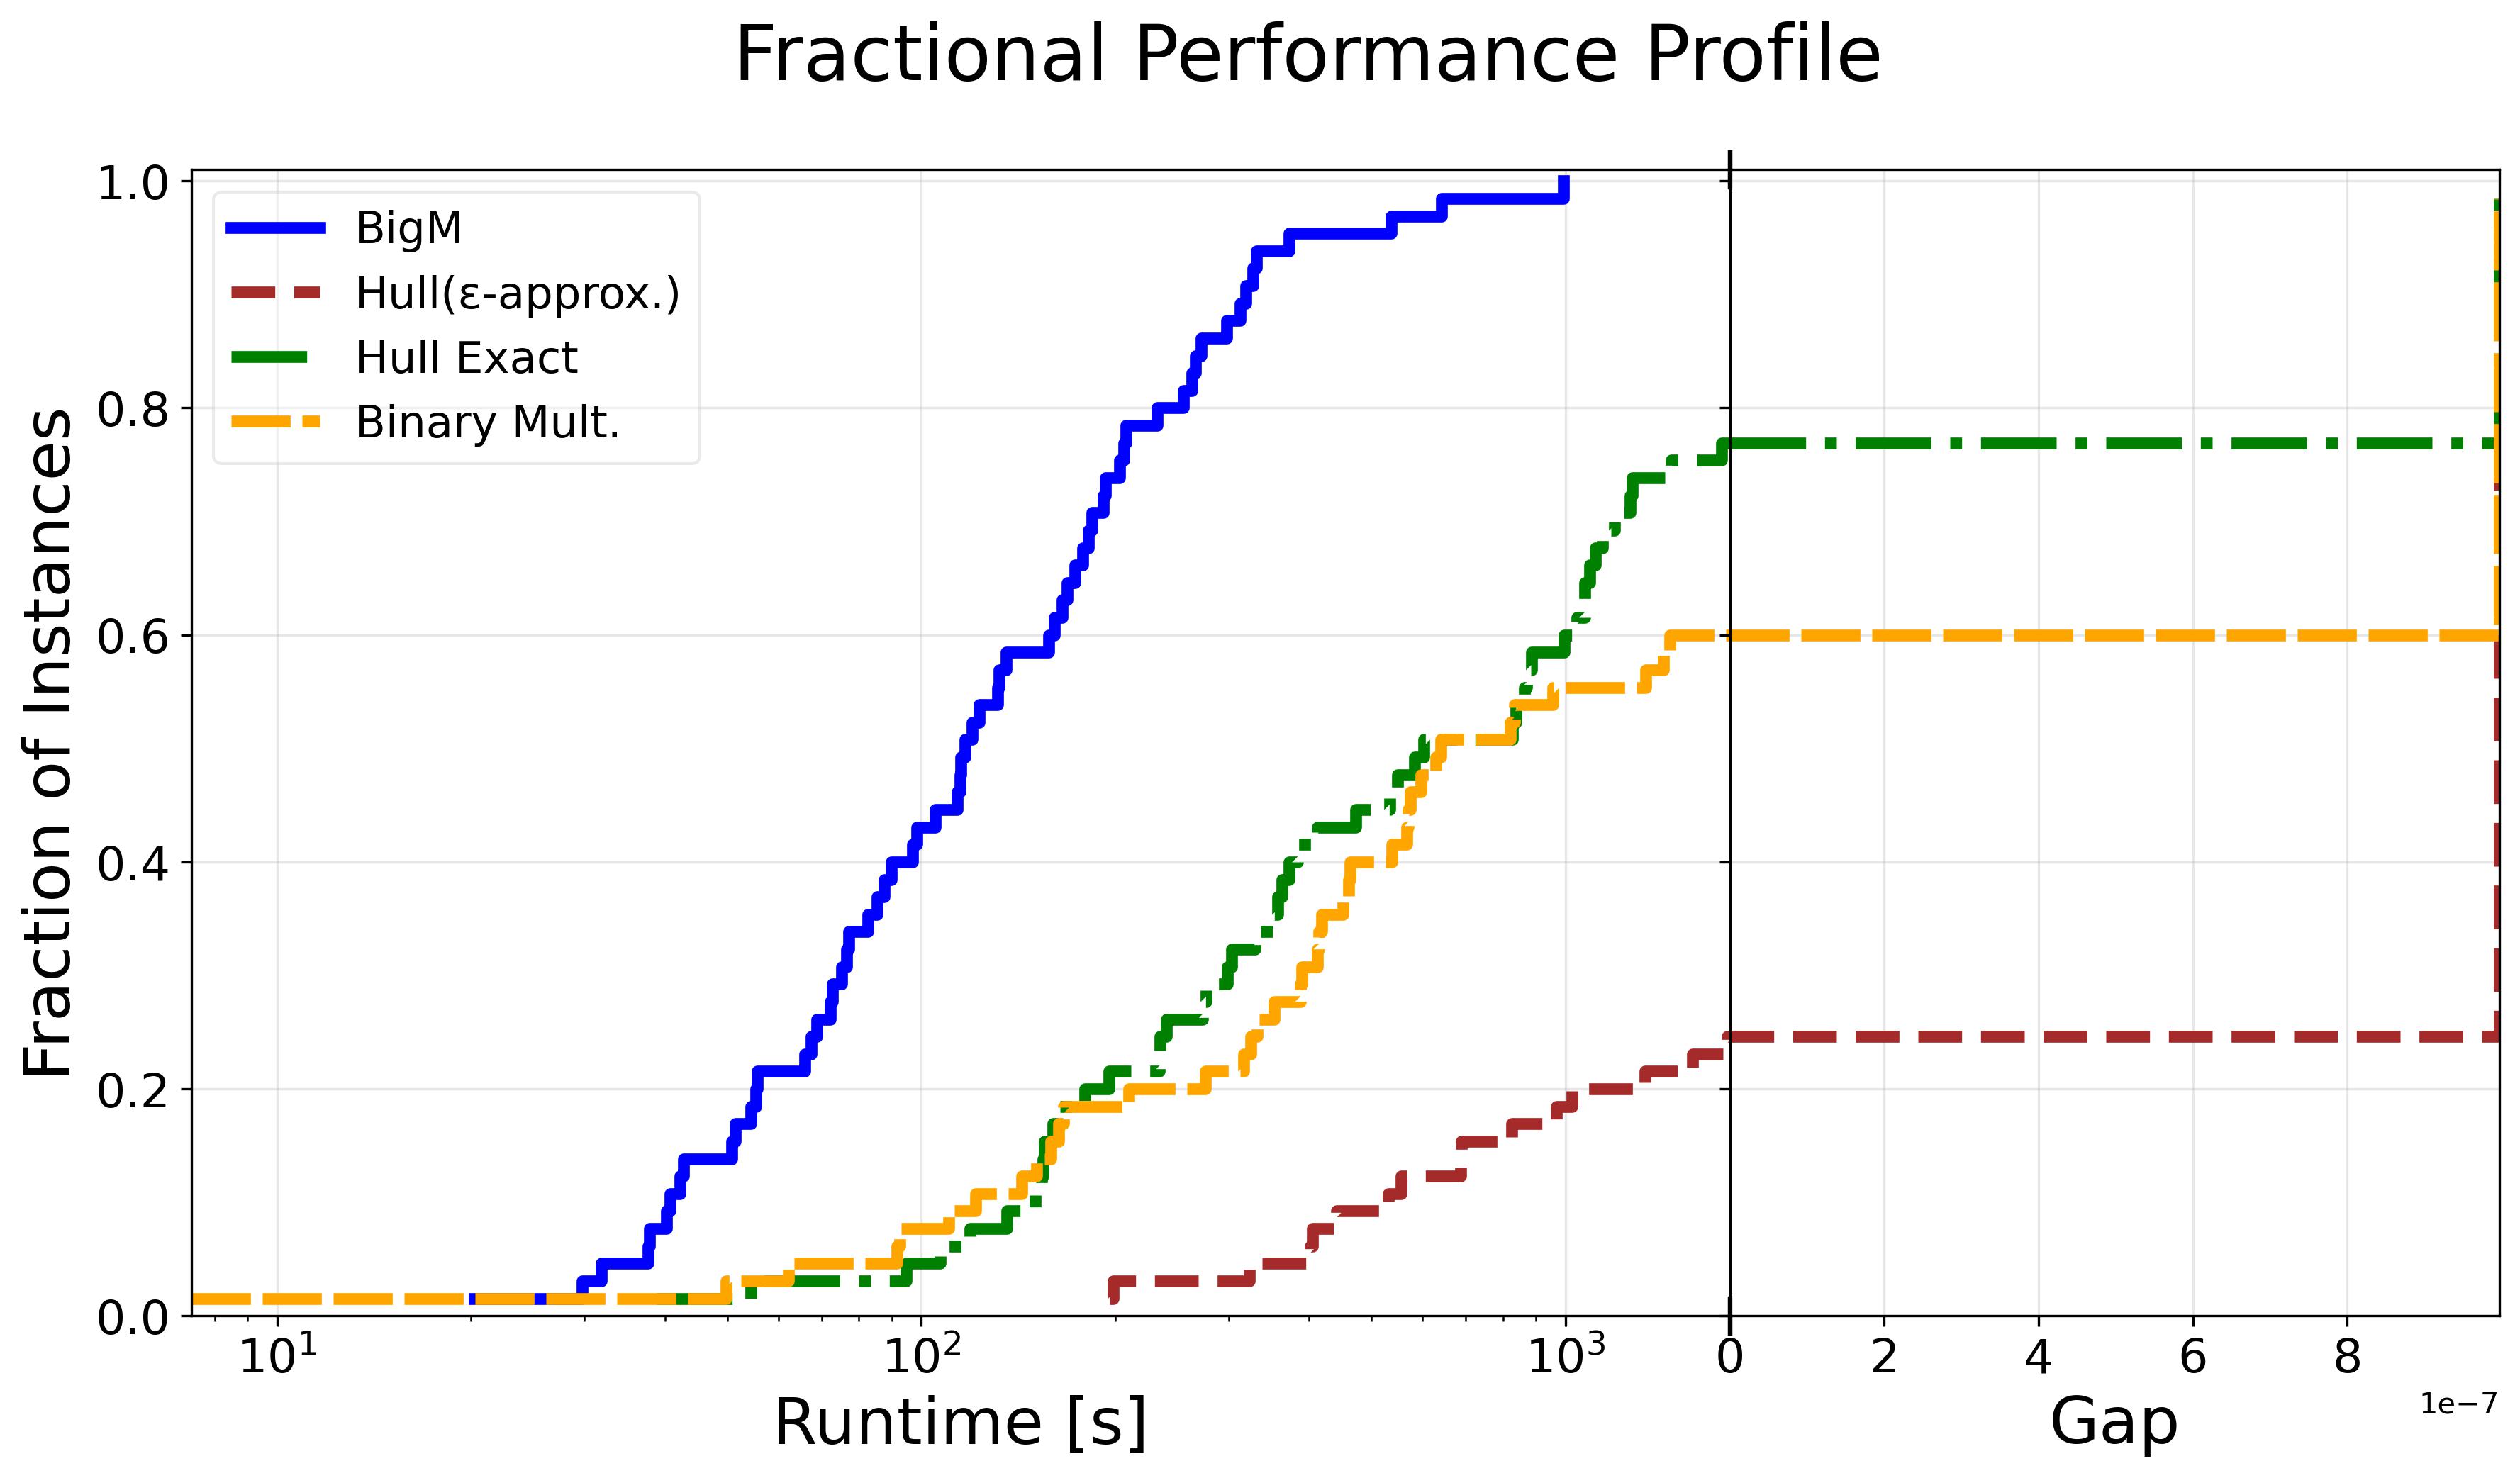 Fractional Performance Profile
1.0
0.8
0.6
0.4
0.2
0.0
Fraction of Instances
BigM
Hull(ε-approx.)
Hull Exact
Binary Mult.
10¹ 10² 10³ 0 2 4 6 8
1e−7
Runtime [s] Gap